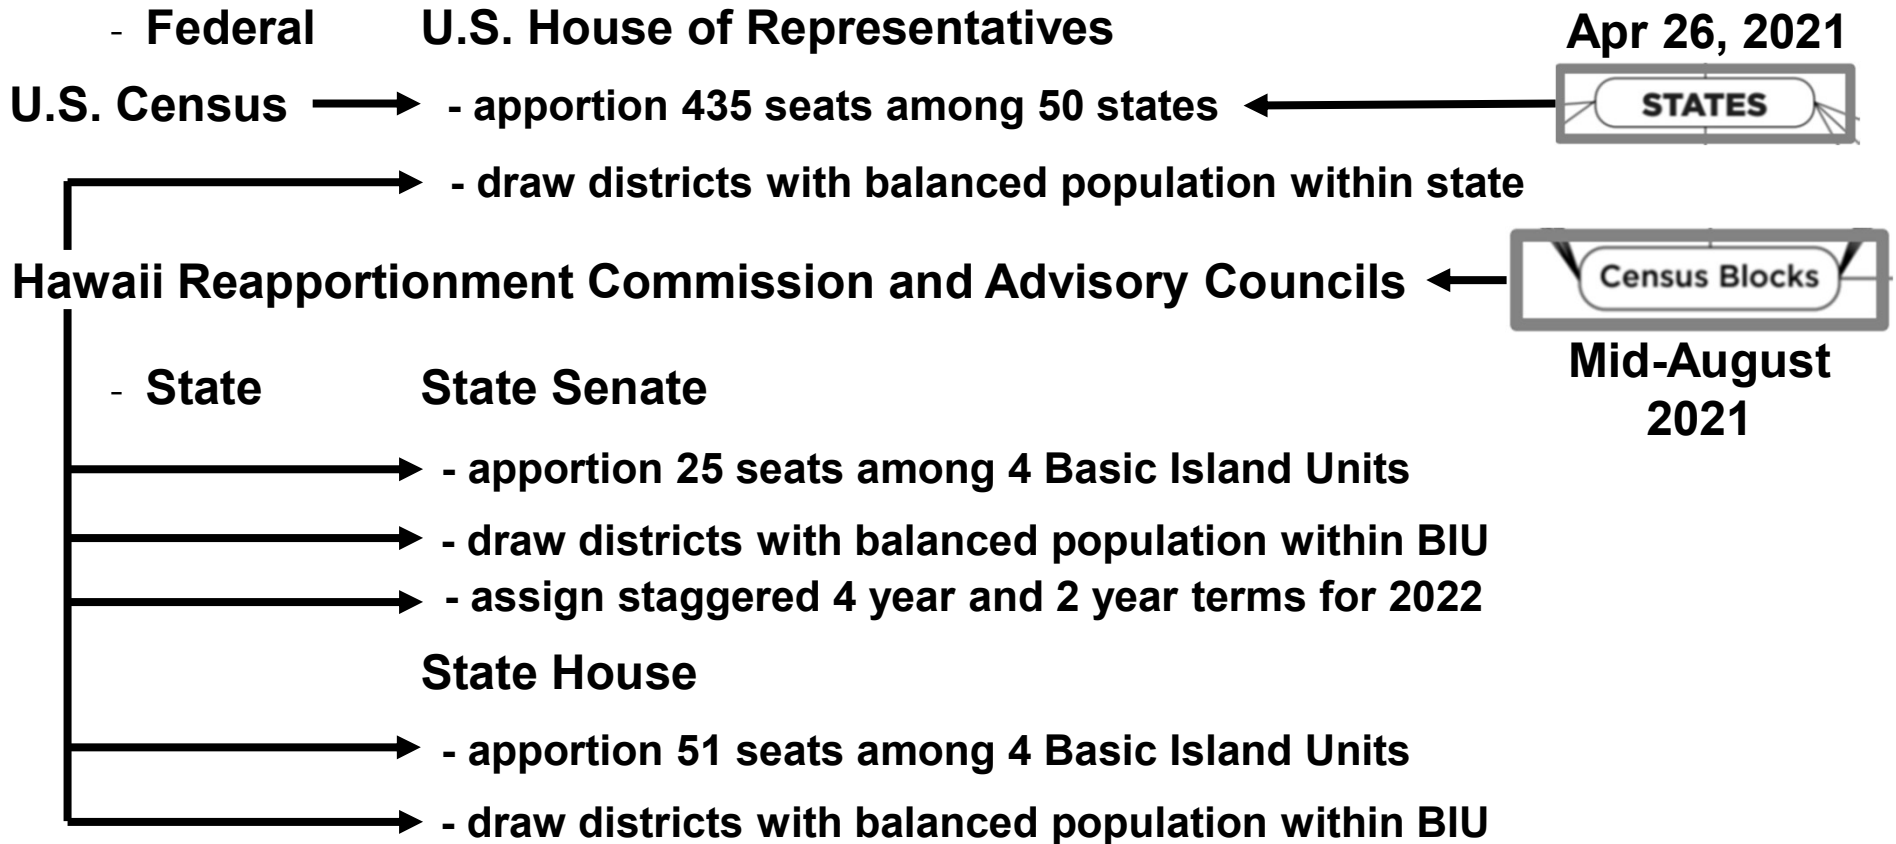 - Federal U.S. House of Representatives
Apr 26, 2021
U.S. Census - apportion 435 seats among 50 states
STATES
- draw districts with balanced population within state
Hawaii Reapportionment Commission and Advisory Councils
Census Blocks
Mid-August
2021
- State State Senate
- apportion 25 seats among 4 Basic Island Units
- draw districts with balanced population within BIU
- assign staggered 4 year and 2 year terms for 2022
State House
- apportion 51 seats among 4 Basic Island Units
- draw districts with balanced population within BIU